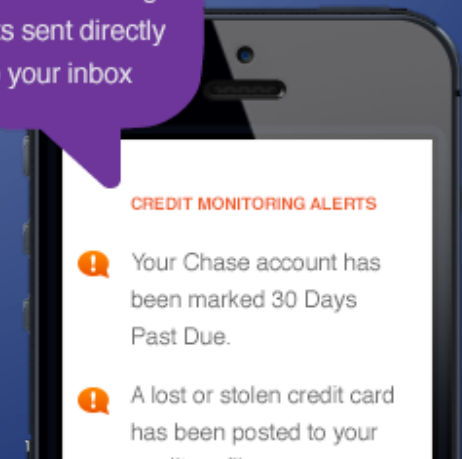 ts sent directly
your inbox
CREDIT MONITORING ALERTS
Your Chase account has
been marked 30 Days
Past Due.
A lost or stolen credit card
has been posted to your